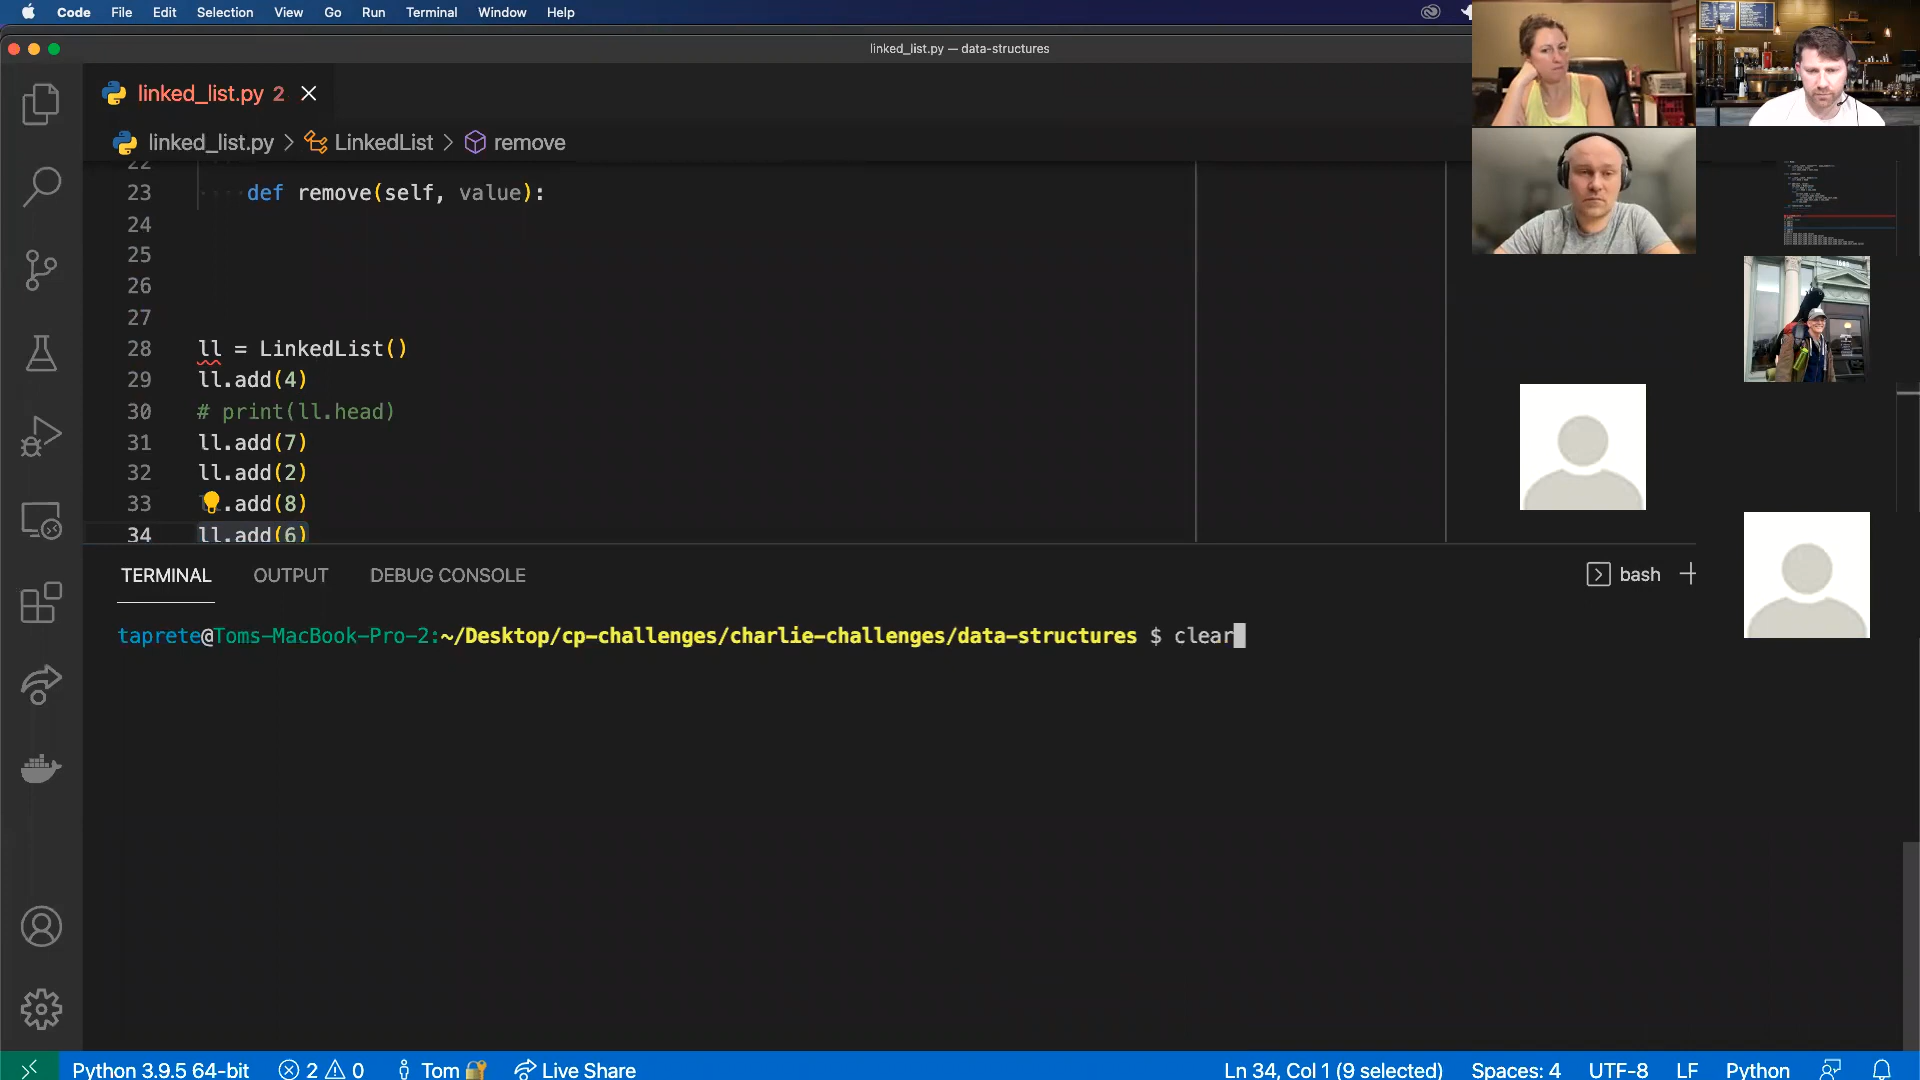 Code File Edit Selection View Go Run Terminal Window Help
linked_list.py — data-structures
linked_list.py 2
linked_list.py > LinkedList > remove
22
23 def remove(self, value):
24
25
26
27
28 ll = LinkedList()
29 ll.add(4)
30 # print(ll.head)
31 ll.add(7)
32 ll.add(2)
33 ll.add(8)
34 ll.add(6)
TERMINAL OUTPUT DEBUG CONSOLE
bash
taprete@Toms-MacBook-Pro-2:~/Desktop/cp-challenges/charlie-challenges/data-structures $ clear
Python 3.9.5 64-bit 2 0 Tom Live Share Ln 34, Col 1 (9 selected) Spaces: 4 UTF-8 LF Python